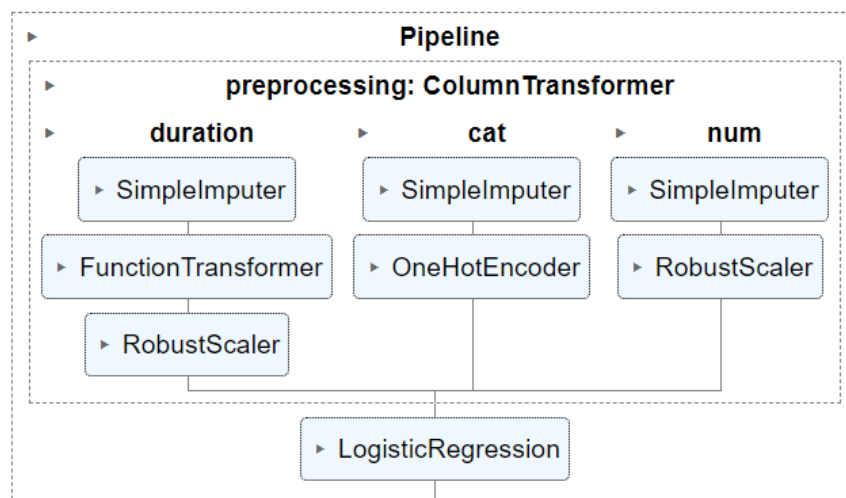 Pipeline
preprocessing: ColumnTransformer
duration cat num
SimpleImputer SimpleImputer SimpleImputer
FunctionTransformer OneHotEncoder RobustScaler
RobustScaler
LogisticRegression